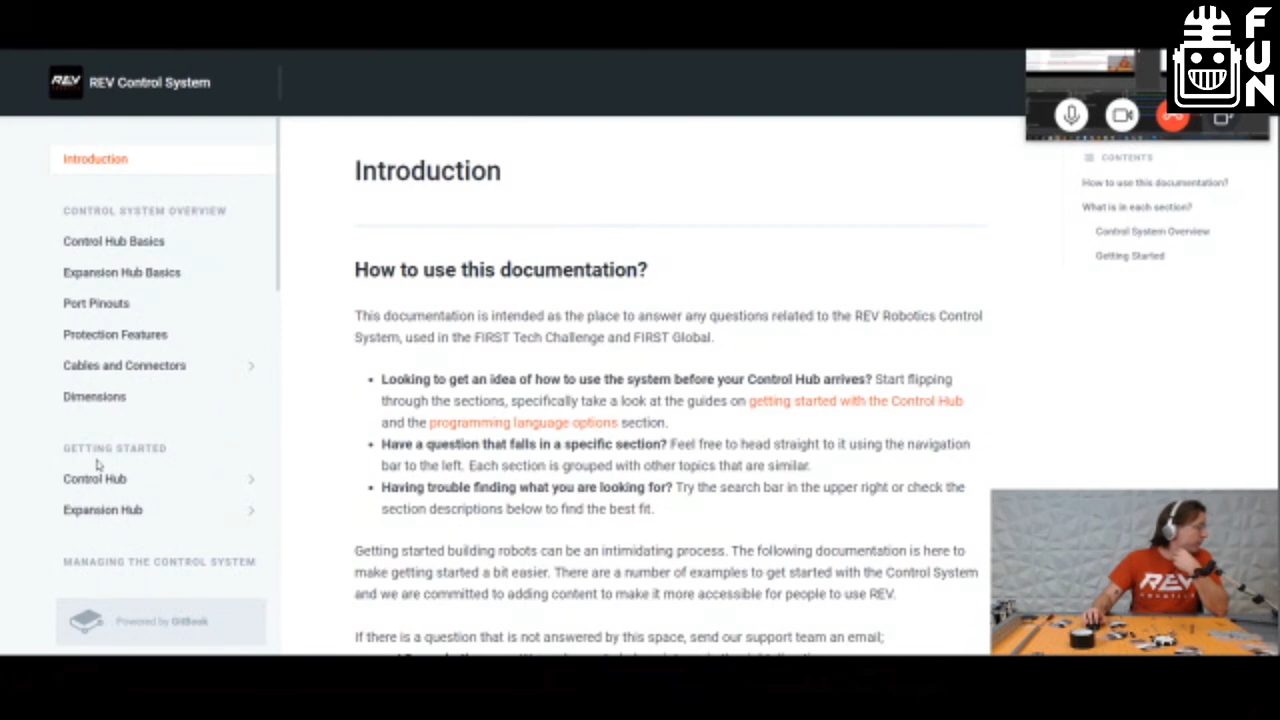 REV
REV Control System
FUN
Introduction
CONTROL SYSTEM OVERVIEW
Control Hub Basics
Expansion Hub Basics
Port Pinouts
Protection Features
Cables and Connectors
Dimensions
GETTING STARTED
Control Hub
Expansion Hub
MANAGING THE CONTROL SYSTEM
Powered by GitBook
Introduction
How to use this documentation?
This documentation is intended as the place to answer any questions related to the REV Robotics Control
System, used in the FIRST Tech Challenge and FIRST Global.
• Looking to get an idea of how to use the system before your Control Hub arrives? Start flipping
through the sections, specifically take a look at the guides on getting started with the Control Hub
and the programming language options section.
• Have a question that falls in a specific section? Feel free to head straight to it using the navigation
bar to the left. Each section is grouped with other topics that are similar.
• Having trouble finding what you are looking for? Try the search bar in the upper right or check the
section descriptions below to find the best fit.
Getting started building robots can be an intimidating process. The following documentation is here to
make getting started a bit easier. There are a number of examples to get started with the Control System
and we are committed to adding content to make it more accessible for people to use REV.
If there is a question that is not answered by this space, send our support team an email;
CONTENTS
How to use this documentation?
What is in each section?
Control System Overview
Getting Started
REV